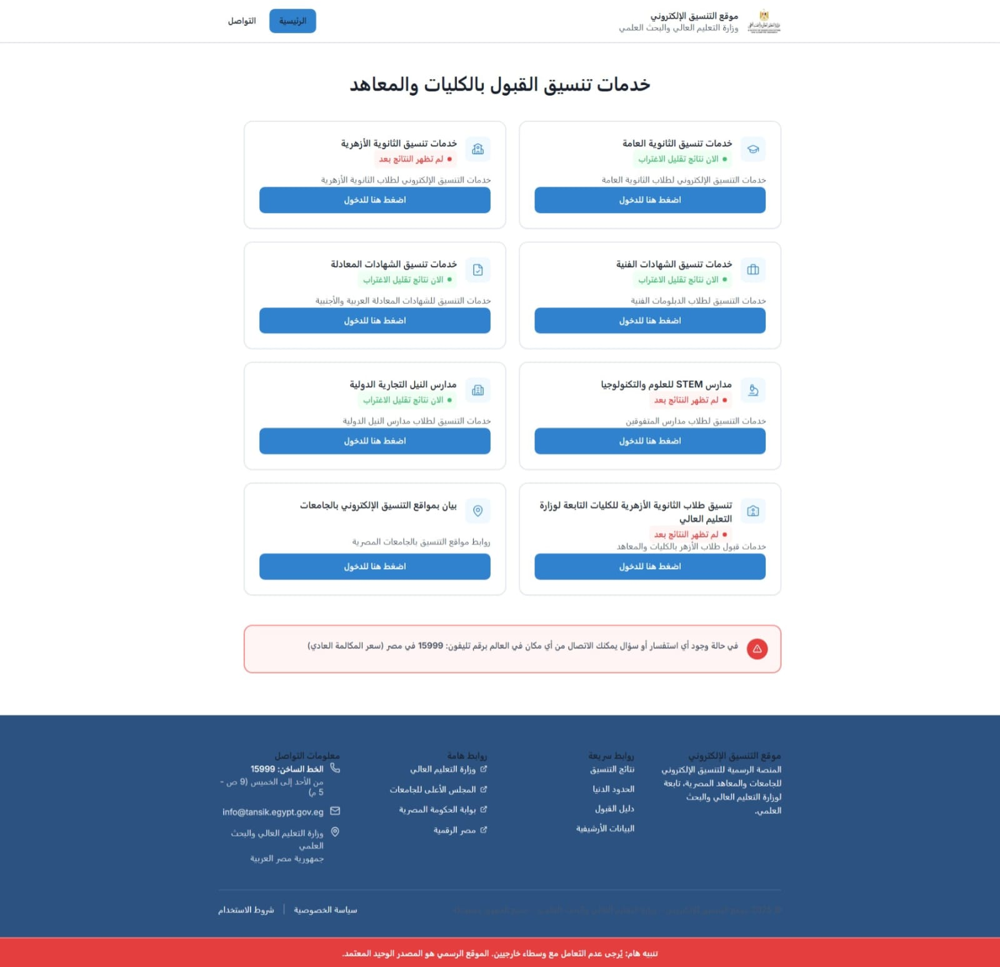 موقع التنسيق الإلكتروني
وزارة التعليم العالي والبحث العلمي
الرئيسية
التواصل
خدمات تنسيق القبول بالكليات والمعاهد
خدمات تنسيق الثانوية العامة
الان نتائج تقليل الاغتراب
خدمات التنسيق الإلكتروني لطلاب الثانوية العامة
اضغط هنا للدخول
خدمات تنسيق الثانوية الأزهرية
لم تظهر النتائج بعد
خدمات التنسيق الإلكتروني لطلاب الثانوية الأزهرية
اضغط هنا للدخول
خدمات تنسيق الشهادات الفنية
الان نتائج تقليل الاغتراب
خدمات التنسيق لطلاب الدبلومات الفنية
اضغط هنا للدخول
خدمات تنسيق الشهادات المعادلة
الان نتائج تقليل الاغتراب
خدمات التنسيق للشهادات المعادلة العربية والأجنبية
اضغط هنا للدخول
مدارس STEM للعلوم والتكنولوجيا
لم تظهر النتائج بعد
خدمات التنسيق لطلاب مدارس المتفوقين
اضغط هنا للدخول
مدارس النيل التجارية الدولية
الان نتائج تقليل الاغتراب
خدمات التنسيق لطلاب مدارس النيل الدولية
اضغط هنا للدخول
تنسيق طلاب الثانوية الأزهرية للكليات التابعة لوزارة
التعليم العالي
لم تظهر النتائج بعد
خدمات قبول طلاب الأزهر بالكليات والمعاهد
اضغط هنا للدخول
بيان بمواقع التنسيق الإلكتروني بالجامعات
روابط مواقع التنسيق بالجامعات المصرية
اضغط هنا للدخول
في حالة وجود أي استفسار أو سؤال يمكنك الاتصال من أي مكان في العالم برقم تليفون: 15999 في مصر (سعر المكالمة العادي)
موقع التنسيق الإلكتروني
المنصة الرسمية للتنسيق الإلكتروني
للجامعات والمعاهد المصرية، تابعة
لوزارة التعليم العالي والبحث
العلمي.
روابط سريعة
نتائج التنسيق
الحدود الدنيا
دليل القبول
البيانات الأرشيفية
روابط هامة
وزارة التعليم العالي
المجلس الأعلى للجامعات
بوابة الحكومة المصرية
مصر الرقمية
معلومات التواصل
الخط الساخن: 15999
من الأحد إلى الخميس (9 ص -
5 م)
info@tansik.egypt.gov.eg
وزارة التعليم العالي والبحث
العلمي
جمهورية مصر العربية
سياسة الخصوصية
شروط الاستخدام
تنبيه هام: يُرجى عدم التعامل مع وسطاء خارجيين. الموقع الرسمي هو المصدر الوحيد المعتمد.